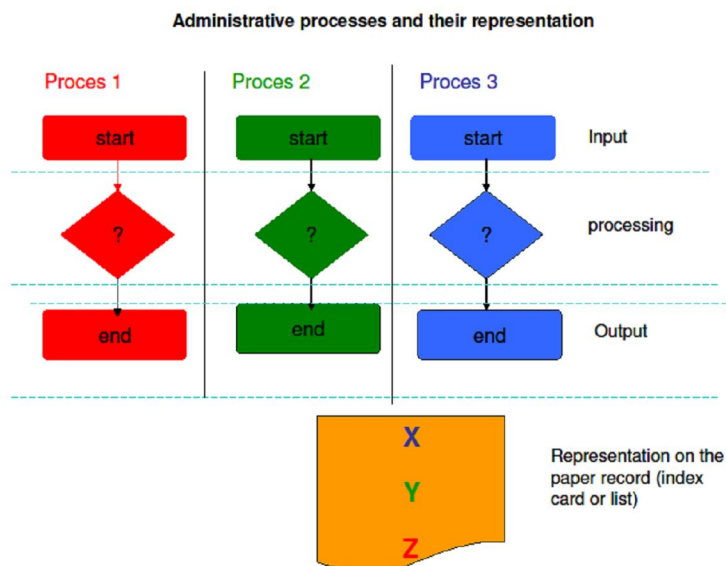 Administrative processes and their representation
Proces 1
Proces 2
Proces 3
start
start
start
Input
?
?
?
processing
end
end
end
Output
X
Y
Z
Representation on the
paper record (index
card or list)